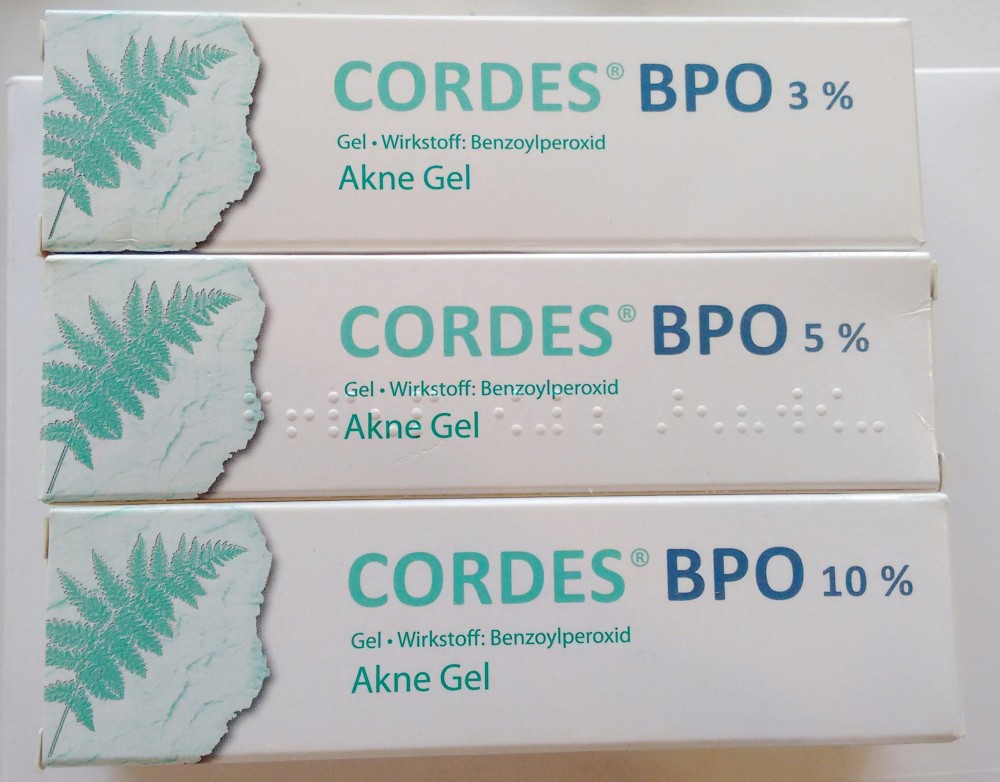 CORDES® BPO 3 %
Gel • Wirkstoff: Benzoylperoxid
Akne Gel
CORDES® BPO 5 %
Gel • Wirkstoff: Benzoylperoxid
Akne Gel
CORDES® BPO 10 %
Gel • Wirkstoff: Benzoylperoxid
Akne Gel